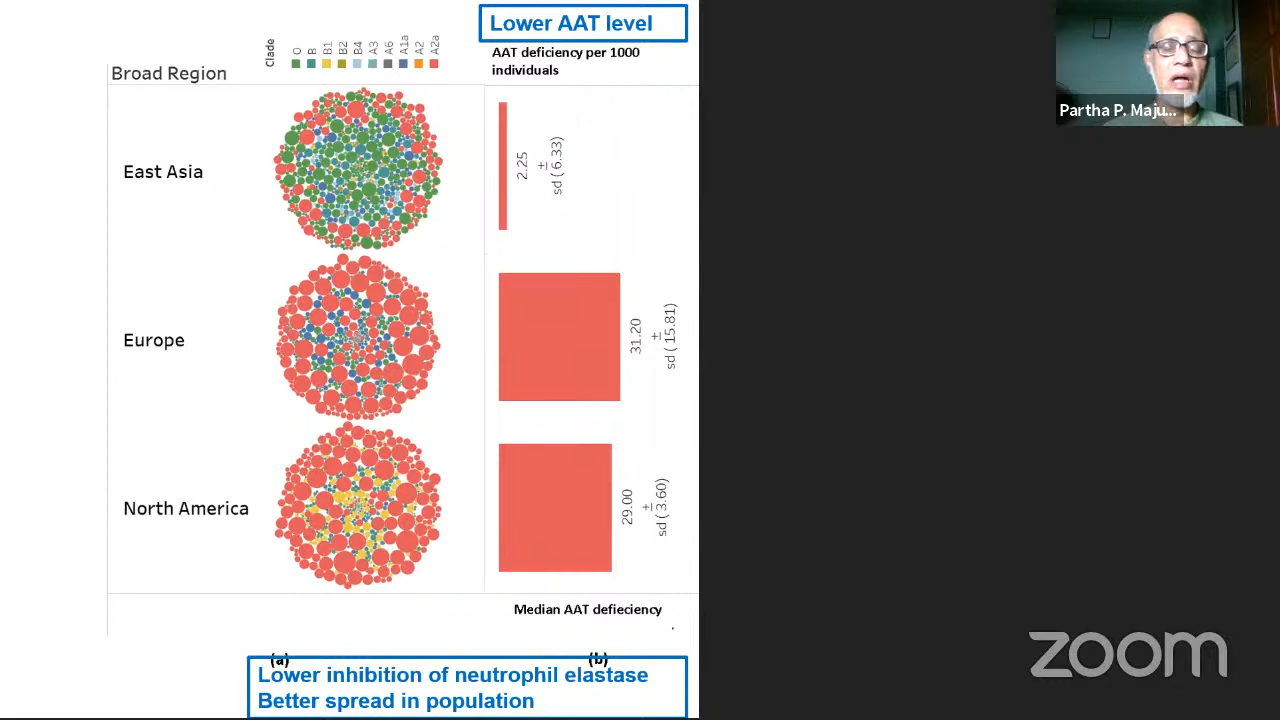 Lower AAT level
Clade
O
B
B1
B2
B4
A3
A6
A1a
A2
A2a
AAT deficiency per 1000
individuals
Broad Region
East Asia
2.25
±
sd ( 6.33)
Europe
31.20
±
sd ( 15.81)
North America
29.00
±
sd ( 3.60)
Median AAT defieciency
(a)
(b)
Lower inhibition of neutrophil elastase
Better spread in population
Partha P. Maju...
zoom